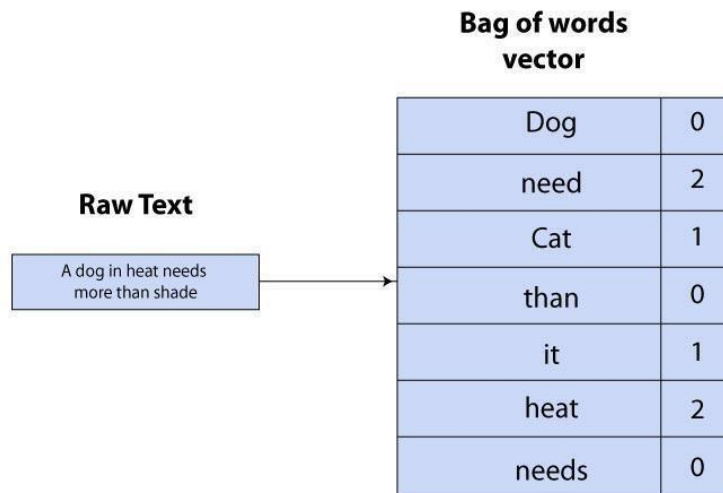 Bag of words
vector
Raw Text
A dog in heat needs
more than shade
Dog 0
need 2
Cat 1
than 0
it 1
heat 2
needs 0